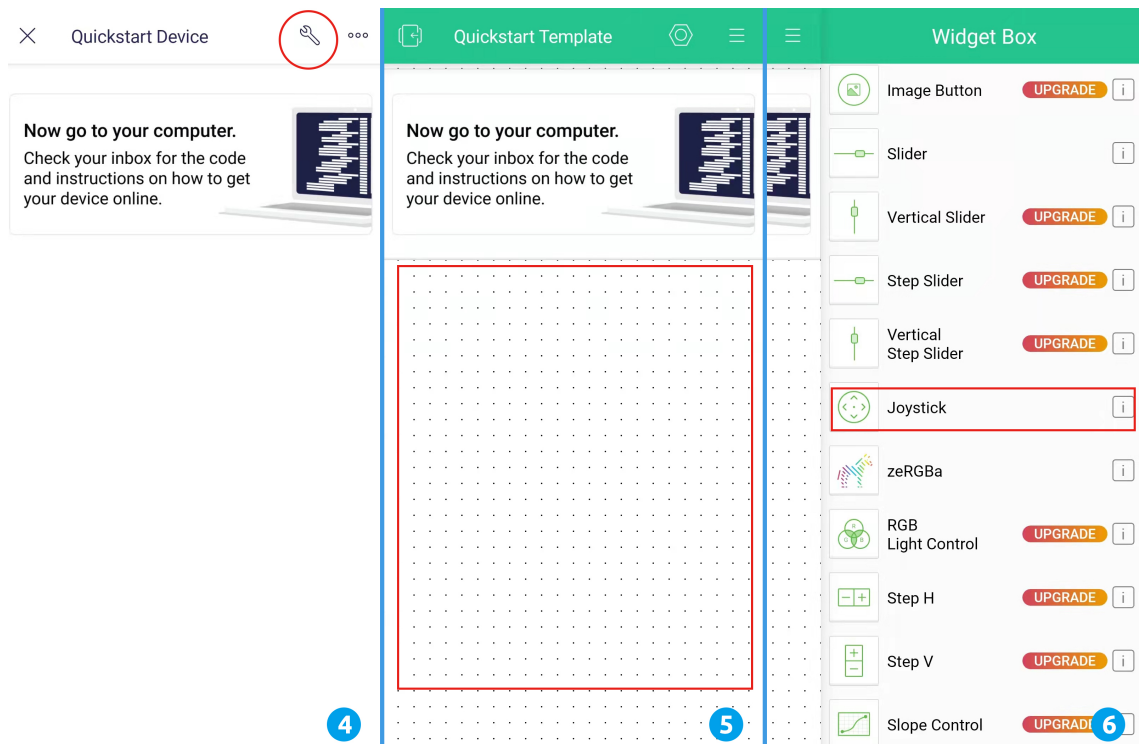 Quickstart Device
Now go to your computer.
Check your inbox for the code
and instructions on how to get
your device online.
4
Quickstart Template
Now go to your computer.
Check your inbox for the code
and instructions on how to get
your device online.
5
Widget Box
Image Button UPGRADE i
Slider i
Vertical Slider UPGRADE i
Step Slider UPGRADE i
Vertical
Step Slider UPGRADE i
Joystick i
zeRGBa i
RGB
Light Control UPGRADE i
R
G B
Step H UPGRADE i
Step V UPGRADE i
Slope Control UPGRAD
6